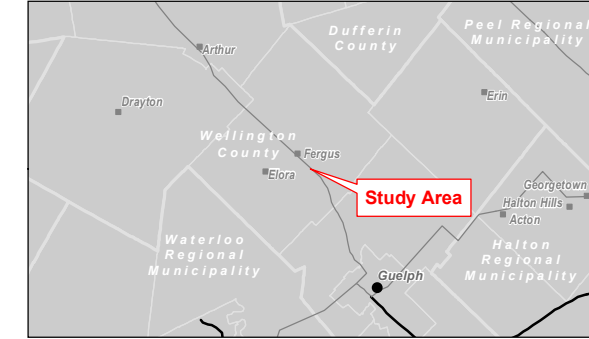 Dufferin
County
Peel Regional
Municipality
Arthur
Drayton
Erin
Wellington
County
Fergus
Elora
Study Area
Georgetown
Halton Hills
Acton
Waterloo
Regional
Municipality
Halton
Regional
Municipality
Guelph